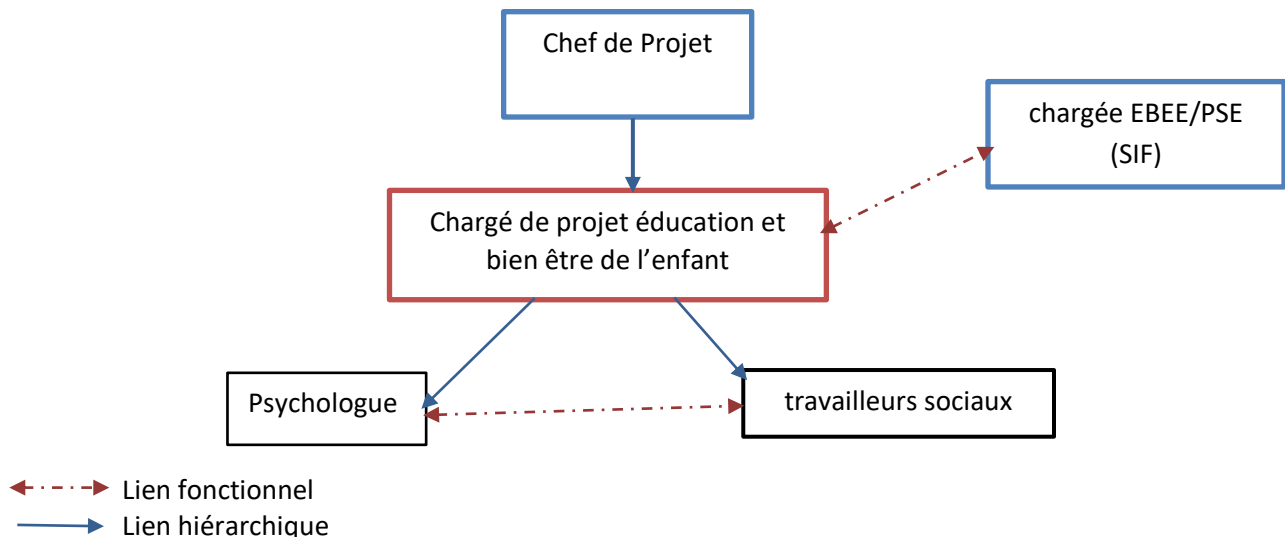 Chef de Projet
chargée EBEE/PSE
(SIF)
Chargé de projet éducation et
bien être de l’enfant
Psychologue
travailleurs sociaux
Lien fonctionnel
Lien hiérarchique